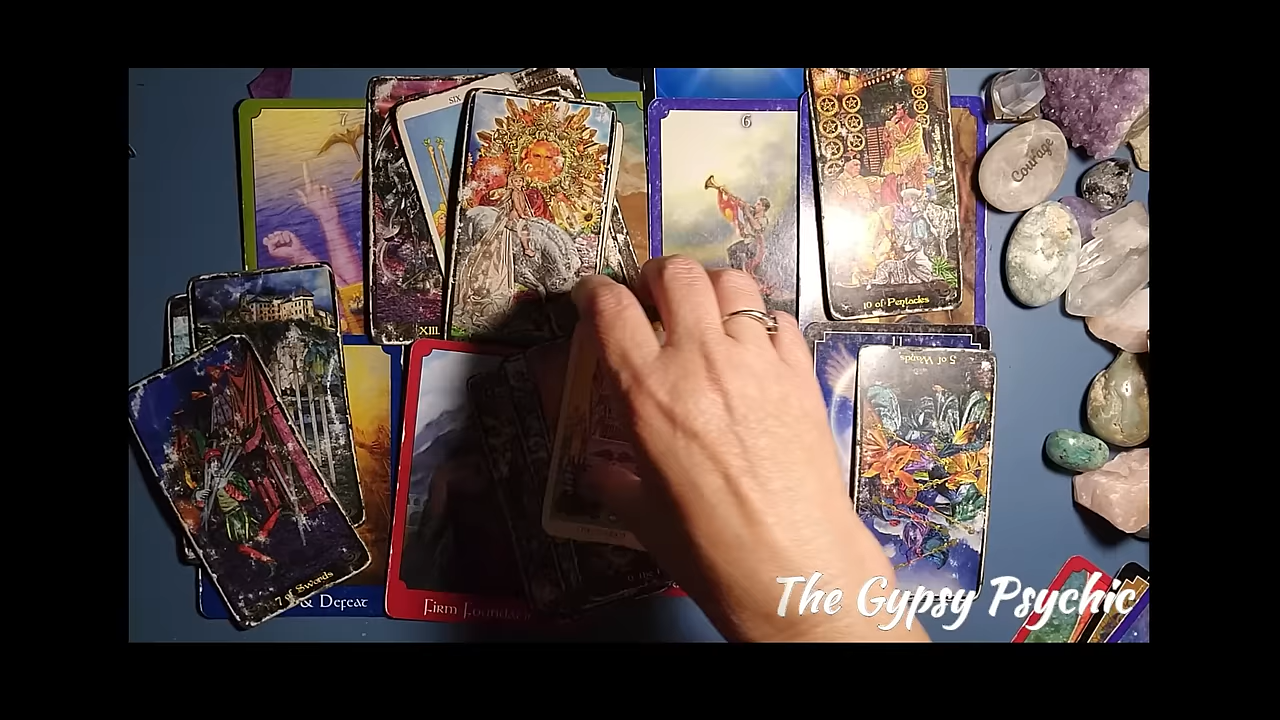 7
SIX
6
Courage
10 of Pentacles
XIII
5 of Wands
7 of Swords
& Defeat
Firm Foundation
The Gypsy Psychic